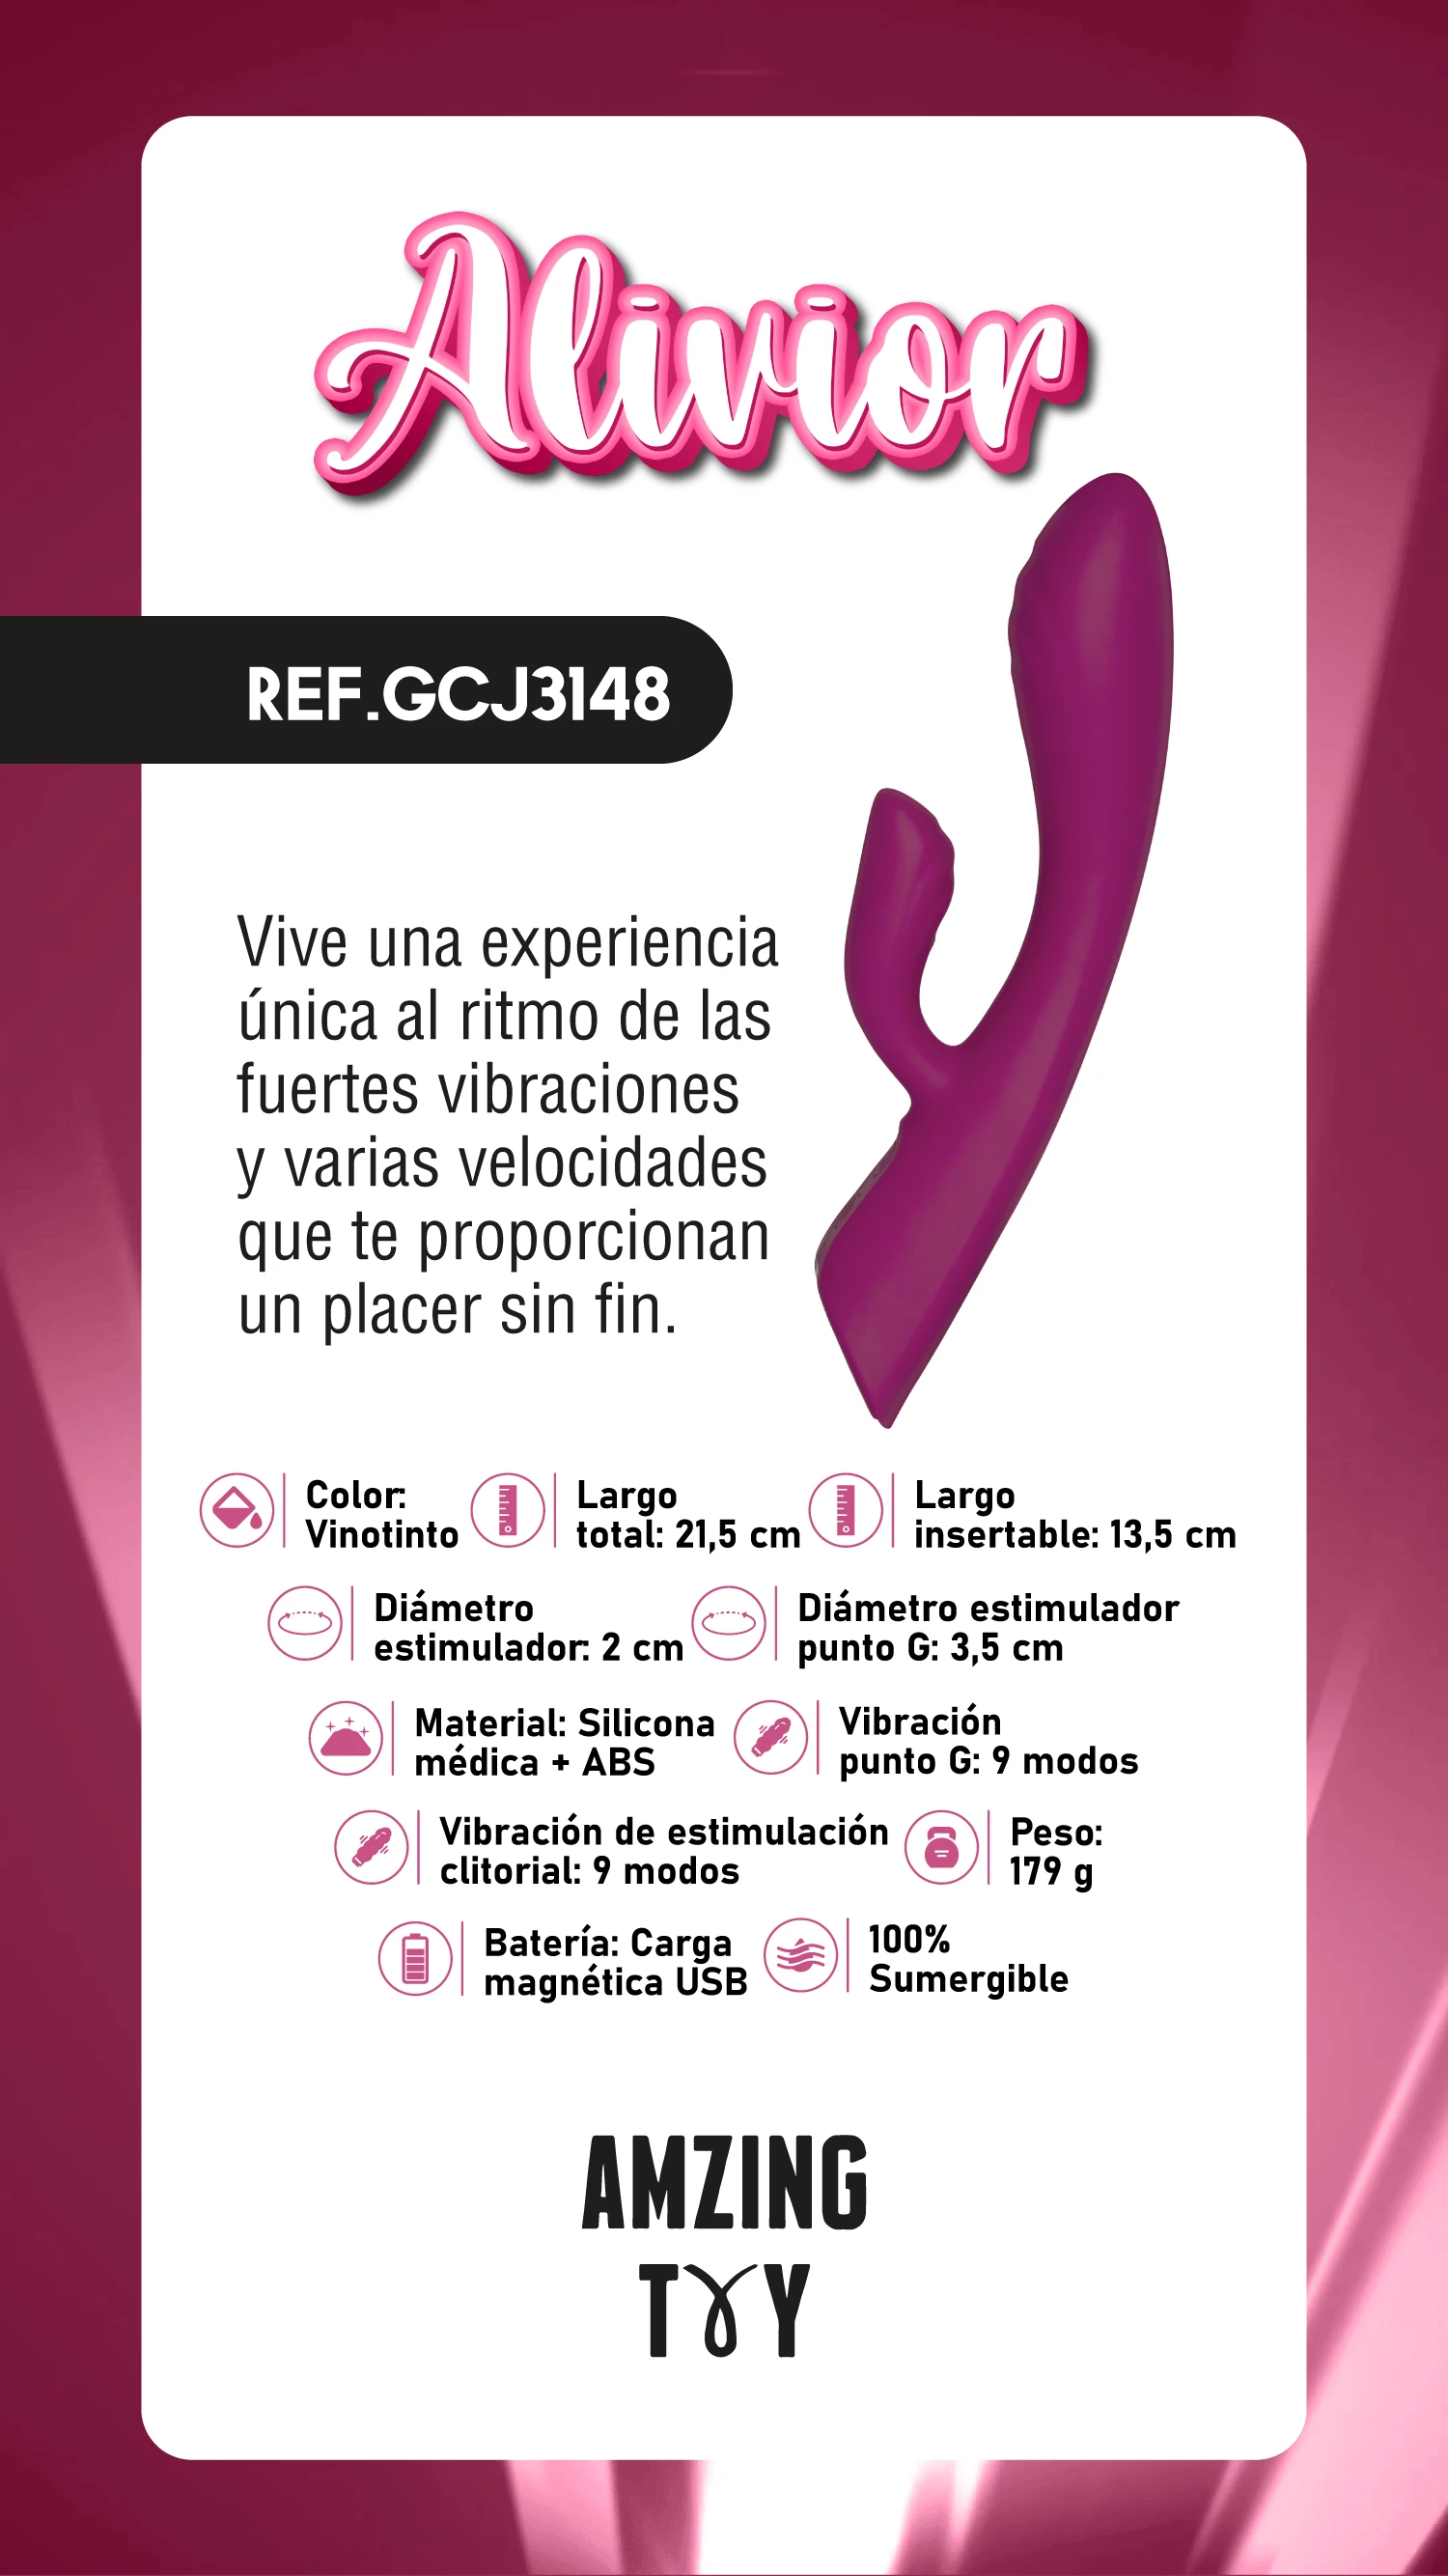 Alivior
REF.GCJ3148
Vive una experiencia
única al ritmo de las
fuertes vibraciones
y varias velocidades
que te proporcionan
un placer sin fin.
Color:
Vinotinto
Largo
total: 21,5 cm
Largo
insertable: 13,5 cm
Diámetro
estimulador: 2 cm
Diámetro estimulador
punto G: 3,5 cm
Material: Silicona
médica + ABS
Vibración
punto G: 9 modos
Vibración de estimulación
clitorial: 9 modos
Peso:
179 g
Batería: Carga
magnética USB
100%
Sumergible
AMZING
TOY